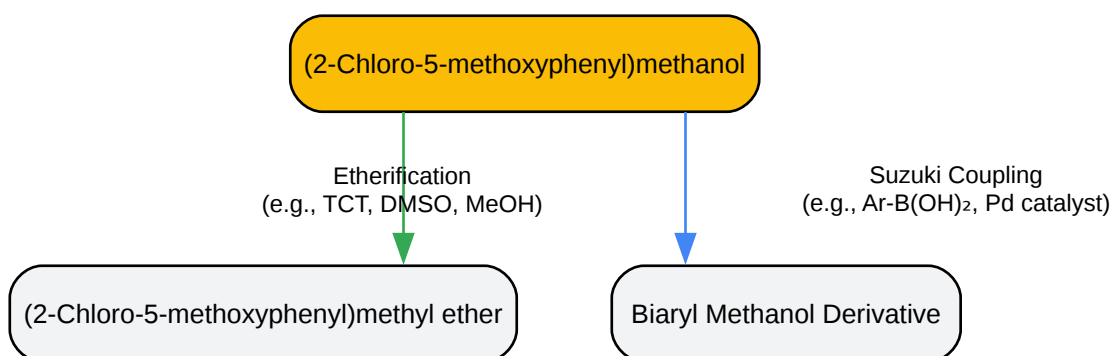 (2-Chloro-5-methoxyphenyl)methanol
Etherification
(e.g., TCT, DMSO, MeOH)
Suzuki Coupling
(e.g., Ar-B(OH)₂, Pd catalyst)
(2-Chloro-5-methoxyphenyl)methyl ether
Biaryl Methanol Derivative